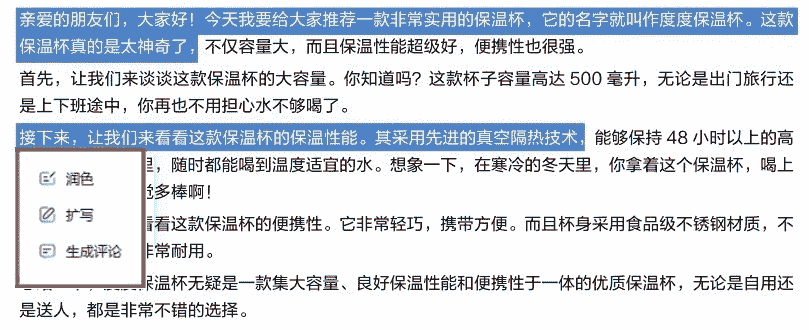 亲爱的朋友们，大家好！今天我要给大家推荐一款非常实用的保温杯，它的名字就叫作度度保温杯。这款
保温杯真的是太神奇了，不仅容量大，而且保温性能超级好，便携性也很强。
首先，让我们来谈谈这款保温杯的大容量。你知道吗？这款杯子容量高达 500 毫升，无论是出门旅行还
是上下班途中，你再也不用担心水不够喝了。
接下来，让我们来看看这款保温杯的保温性能。其采用先进的真空隔热技术，能够保持 48 小时以上的高
里，随时都能喝到温度适宜的水。想象一下，在寒冷的冬天里，你拿着这个保温杯，喝上
多棒啊！
润色
扩写
生成评论
看看这款保温杯的便携性。它非常轻巧，携带方便。而且杯身采用食品级不锈钢材质，不
非常耐用。
保温杯无疑是一款集大容量、良好保温性能和便携性于一体的优质保温杯，无论是自用还
是送人，都是非常不错的选择。